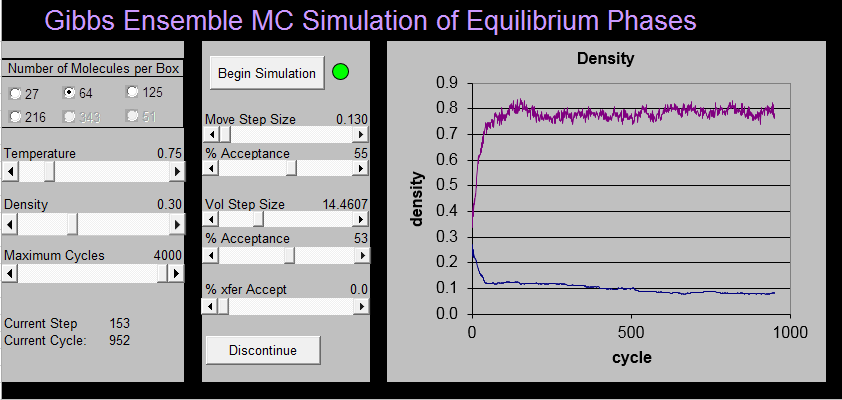 Gibbs Ensemble MC Simulation of Equilibrium Phases
Number of Molecules per Box
27 64 125
216 343 51
Temperature 0.75
Density 0.30
Maximum Cycles 4000
Current Step 153
Current Cycle: 952
Begin Simulation
Move Step Size 0.130
% Acceptance 55
Vol Step Size 14.4607
% Acceptance 53
% xfer Accept 0.0
Discontinue
Density
density
0.9
0.8
0.7
0.6
0.5
0.4
0.3
0.2
0.1
0.0
0 500 1000
cycle